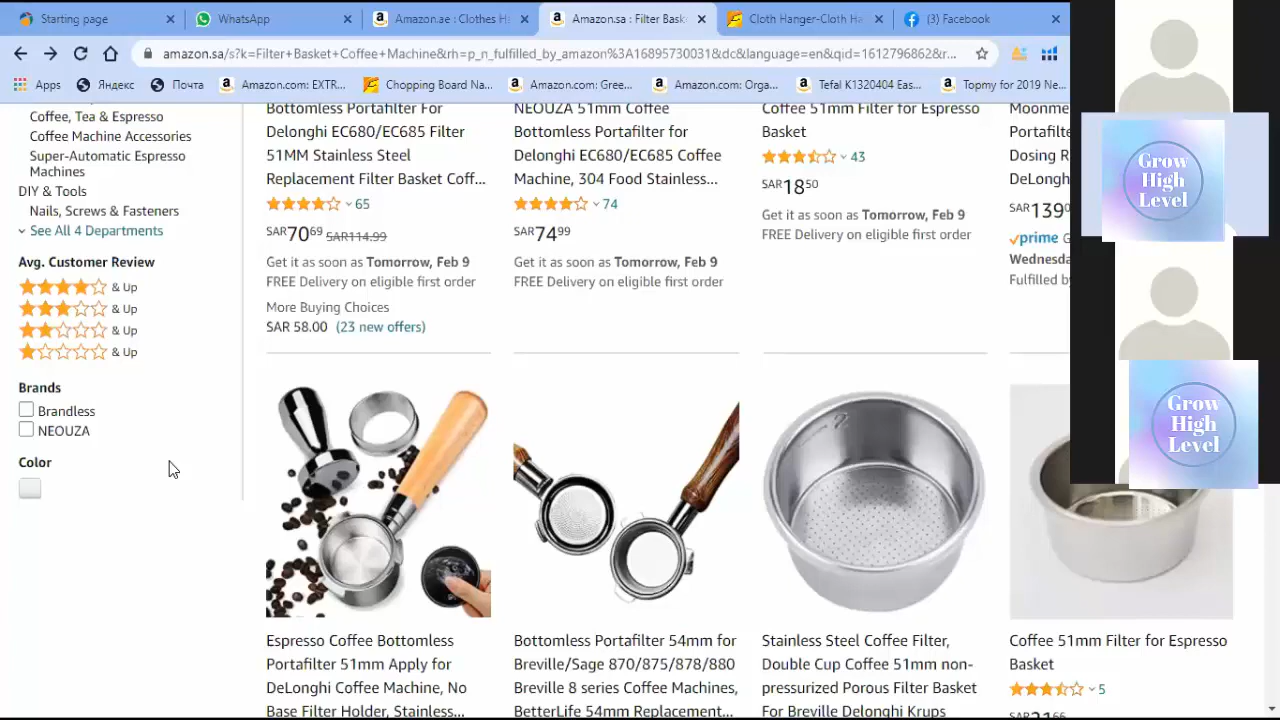 Starting page
WhatsApp
Amazon.ae : Clothes H
Amazon.sa : Filter Bask
Cloth Hanger-Cloth Ha
(3) Facebook
amazon.sa/s?k=Filter+Basket+Coffee+Machine&rh=p_n_fulfilled_by_amazon%3A16895730031&dc&language=en&qid=1612796862&r...
Apps
Яндекс
Почта
Amazon.com: EXTR...
Chopping Board Na...
Amazon.com: Gree...
Amazon.com: Orga...
Tefal K1320404 Eas...
Topmy for 2019 Ne...
Coffee, Tea & Espresso
Coffee Machine Accessories
Super-Automatic Espresso
Machines
DIY & Tools
Nails, Screws & Fasteners
See All 4 Departments
Avg. Customer Review
& Up
& Up
& Up
& Up
Brands
Brandless
NEOUZA
Color
Bottomless Portafilter For
Delonghi EC680/EC685 Filter
51MM Stainless Steel
Replacement Filter Basket Coff...
65
SAR7069 SAR114.99
Get it as soon as Tomorrow, Feb 9
FREE Delivery on eligible first order
More Buying Choices
SAR 58.00 (23 new offers)
NEOUZA 51mm Coffee
Bottomless Portafilter for
Delonghi EC680/EC685 Coffee
Machine, 304 Food Stainless...
74
SAR7499
Get it as soon as Tomorrow, Feb 9
FREE Delivery on eligible first order
Coffee 51mm Filter for Espresso
Basket
43
SAR1850
Get it as soon as Tomorrow, Feb 9
FREE Delivery on eligible first order
Moonme
Portafilte
Dosing R
DeLongh
SAR139
prime G
Wednesda
Fulfilled b
Espresso Coffee Bottomless
Portafilter 51mm Apply for
DeLonghi Coffee Machine, No
Base Filter Holder, Stainless...
Bottomless Portafilter 54mm for
Breville/Sage 870/875/878/880
Breville 8 series Coffee Machines,
BetterLife 54mm Replacement...
Stainless Steel Coffee Filter,
Double Cup Coffee 51mm non-
pressurized Porous Filter Basket
For Breville Delonghi Krups
Coffee 51mm Filter for Espresso
Basket
5
Grow
High
Level
Grow
High
Level